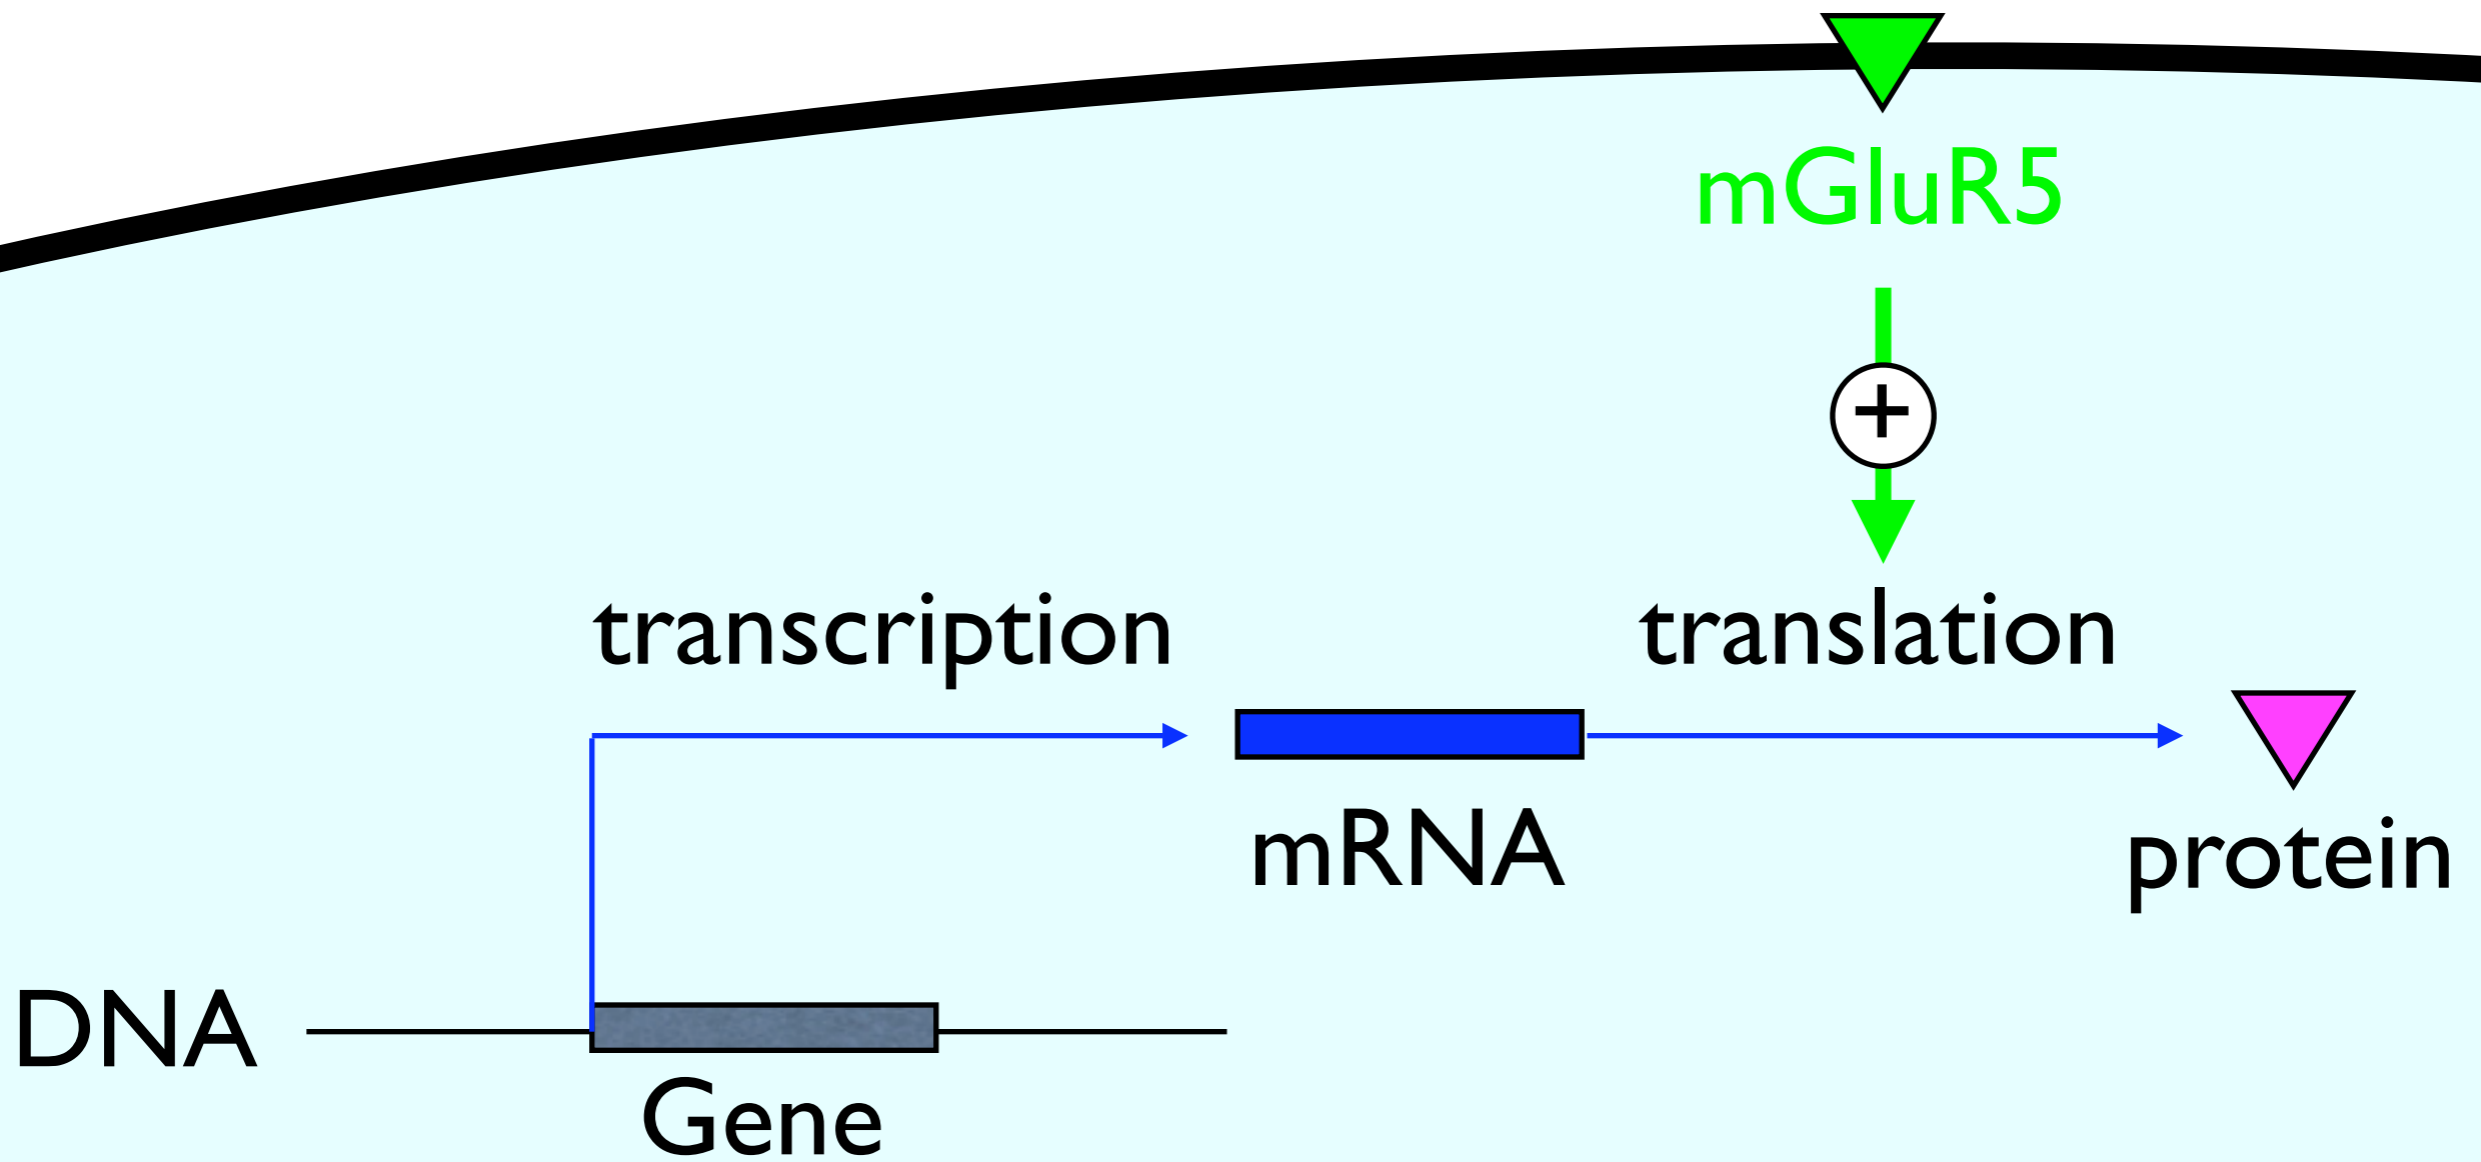 mGluR5
+
transcription
translation
mRNA
protein
DNA
Gene